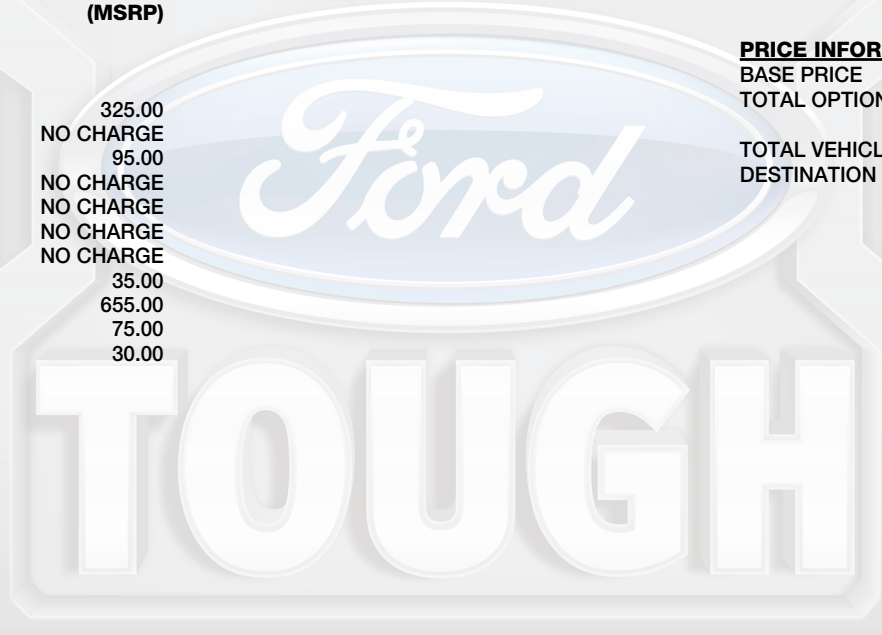 (MSRP)
325.00
NO CHARGE
95.00
NO CHARGE
NO CHARGE
NO CHARGE
NO CHARGE
35.00
655.00
75.00
30.00
PRICE INFOR
BASE PRICE
TOTAL OPTION
TOTAL VEHICL
DESTINATION
Ford
TOUGH